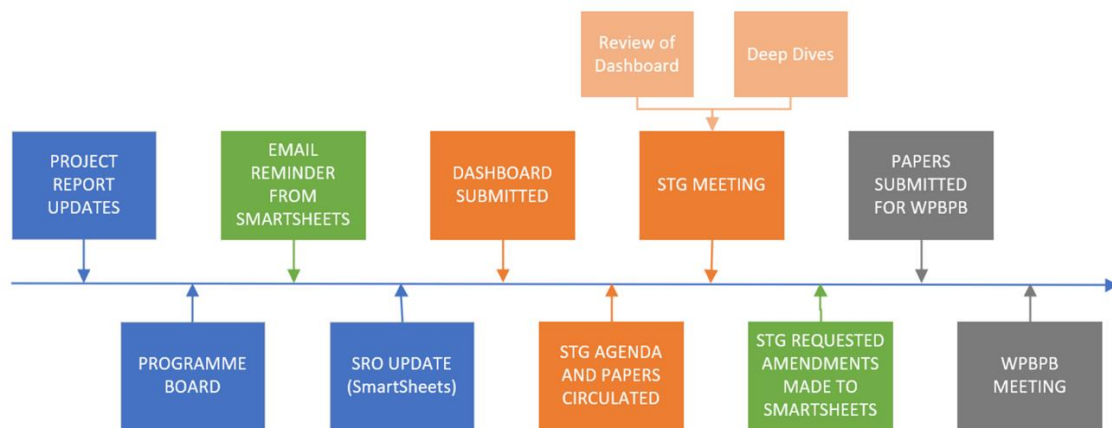 Review of
Dashboard
Deep Dives
PROJECT
REPORT
UPDATES
EMAIL
REMINDER
FROM
SMARTSHEETS
DASHBOARD
SUBMITTED
STG MEETING
PAPERS
SUBMITTED
FOR WPBPB
PROGRAMME
BOARD
SRO UPDATE
(SmartSheets)
STG AGENDA
AND PAPERS
CIRCULATED
STG REQUESTED
AMENDMENTS
MADE TO
SMARTSHEETS
WPBPB
MEETING